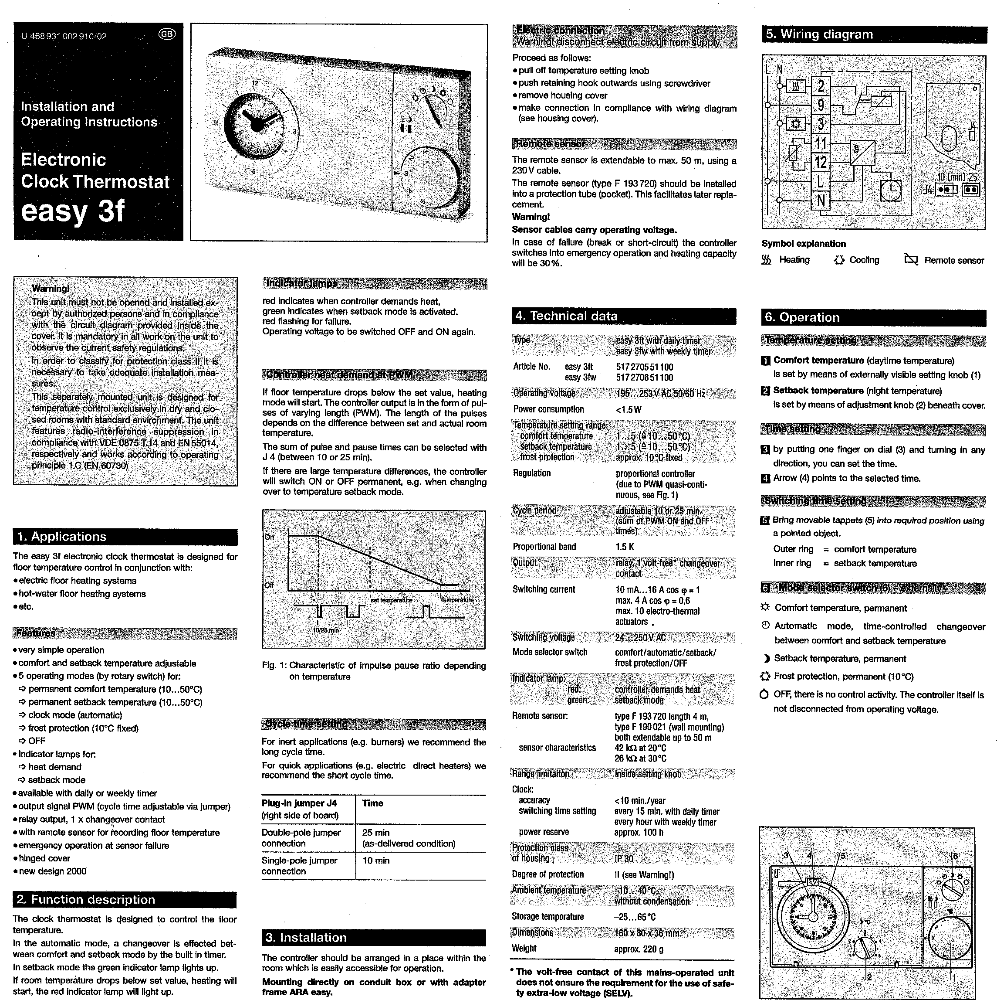 U 468 931 002 910-02
GB
Installation and
Operating Instructions
Electronic
Clock Thermostat
easy 3f
Warning!
This unit must not be opened and installed ex-
cept by authorized persons and in compliance
with the circuit diagram provided inside the
cover. It is mandatory in all work on the unit to
observe the current safety regulations.
In order to classify for protection class II it is
necessary to take adequate installation mea-
sures.
This separately mounted unit is designed for
temperature control exclusively in dry and clo-
sed rooms with standard environment. The unit
features radio-interference suppression in
compliance with VDE 0875 T.14 and EN 55014,
respectively and works according to operating
principle 1 C (EN 60730)
1. Applications
The easy 3f electronic clock thermostat is designed for
floor temperature control in conjunction with:
• electric floor heating systems
• hot-water floor heating systems
• etc.
Features
• very simple operation
• comfort and setback temperature adjustable
• 5 operating modes (by rotary switch) for:
➩ permanent comfort temperature (10...50°C)
➩ permanent setback temperature (10...50°C)
➩ clock mode (automatic)
➩ frost protection (10°C fixed)
➩ OFF
• Indicator lamps for:
➩ heat demand
➩ setback mode
• available with daily or weekly timer
• output signal PWM (cycle time adjustable via jumper)
• relay output, 1 x changeover contact
• with remote sensor for recording floor temperature
• emergency operation at sensor failure
• hinged cover
• new design 2000
2. Function description
The clock thermostat is designed to control the floor
temperature.
In the automatic mode, a changeover is effected bet-
ween comfort and setback mode by the built in timer.
In setback mode the green indicator lamp lights up.
If room temperature drops below set value, heating will
start, the red indicator lamp will light up.
Indicator lamps
red indicates when controller demands heat,
green indicates when setback mode is activated.
red flashing for failure.
Operating voltage to be switched OFF and ON again.
Controller heat demand at PWM
If floor temperature drops below the set value, heating
mode will start. The controller output is in the form of pul-
ses of varying length (PWM). The length of the pulses
depends on the difference between set and actual room
temperature.
The sum of pulse and pause times can be selected with
J 4 (between 10 or 25 min).
If there are large temperature differences, the controller
will switch ON or OFF permanent, e.g. when changing
over to temperature setback mode.
On
Off
set temperature
Temperature
10/25 min
Fig. 1: Characteristic of impulse pause ratio depending
on temperature
Cycle time setting
For inert applications (e.g. burners) we recommend the
long cycle time.
For quick applications (e.g. electric direct heaters) we
recommend the short cycle time.
Plug-in jumper J4 Time
(right side of board)
Double-pole jumper 25 min
connection (as-delivered condition)
Single-pole jumper 10 min
connection
3. Installation
The controller should be arranged in a place within the
room which is easily accessible for operation.
Mounting directly on conduit box or with adapter
frame ARA easy.
Electric connection
Warning! disconnect electric circuit from supply.
Proceed as follows:
• pull off temperature setting knob
• push retaining hook outwards using screwdriver
• remove housing cover
• make connection in compliance with wiring diagram
(see housing cover).
Remote sensor
The remote sensor is extendable to max. 50 m, using a
230 V cable.
The remote sensor (type F 193 720) should be installed
into a protection tube (pocket). This facilitates later repla-
cement.
Warning!
Sensor cables carry operating voltage.
In case of failure (break or short-circuit) the controller
switches into emergency operation and heating capacity
will be 30%.
4. Technical data
Type easy 3ft with daily timer
easy 3fw with weekly timer
Article No. easy 3ft 517 270 5 51 100
easy 3fw 517 270 6 51 100
Operating voltage 195...253 V AC 50/60 Hz
Power consumption <1.5 W
Temperature setting range:
comfort temperature 1...5 (≙10...50°C)
setback temperature 1...5 (≙10...50°C)
frost protection approx. 10°C fixed
Regulation proportional controller
(due to PWM quasi-conti-
nuous, see Fig. 1)
Cycle period adjustable 10 or 25 min.
(sum of PWM ON and OFF
times)
Proportional band 1.5 K
Output relay, 1 volt-free* changeover
contact
Switching current 10 mA...16 A cos φ = 1
max. 4 A cos φ = 0,6
max. 10 electro-thermal
actuators .
Switching voltage 24...250 V AC
Mode selector switch comfort/automatic/setback/
frost protection/OFF
Indicator lamp:
red: controller demands heat
green: setback mode
Remote sensor: type F 193 720 length 4 m,
type F 190 021 (wall mounting)
both extendable up to 50 m
sensor characteristics 42 kΩ at 20°C
26 kΩ at 30°C
Range limitaiton Inside setting knob
Clock:
accuracy <10 min./year
switching time setting every 15 min. with daily timer
every hour with weekly timer
power reserve approx. 100 h
Protection class
of housing IP 30
Degree of protection II (see Warning!)
Ambient temperature –10...40°C,
without condensation
Storage temperature –25...65°C
Dimensions 160 x 80 x 36 mm
Weight approx. 220 g
* The volt-free contact of this mains-operated unit
does not ensure the requirement for the use of safe-
ty extra-low voltage (SELV).
5. Wiring diagram
L N
2
9
3
11
12
L
N
J4
10 [min] 25
J4
Symbol explanation
Heating Cooling Remote sensor
6. Operation
Temperature setting
1 Comfort temperature (daytime temperature)
is set by means of externally visible setting knob (1)
2 Setback temperature (night temperature)
is set by means of adjustment knob (2) beneath cover.
Time setting
3 by putting one finger on dial (3) and turning in any
direction, you can set the time.
4 Arrow (4) points to the selected time.
Switching time setting
5 Bring movable tappets (5) into required position using
a pointed object.
Outer ring = comfort temperature
Inner ring = setback temperature
6 Mode selector switch (6) – externally
Comfort temperature, permanent
Automatic mode, time-controlled changeover
between comfort and setback temperature
Setback temperature, permanent
Frost protection, permanent (10°C)
OFF, there is no control activity. The controller itself is
not disconnected from operating voltage.
3 4 5 6
2 1